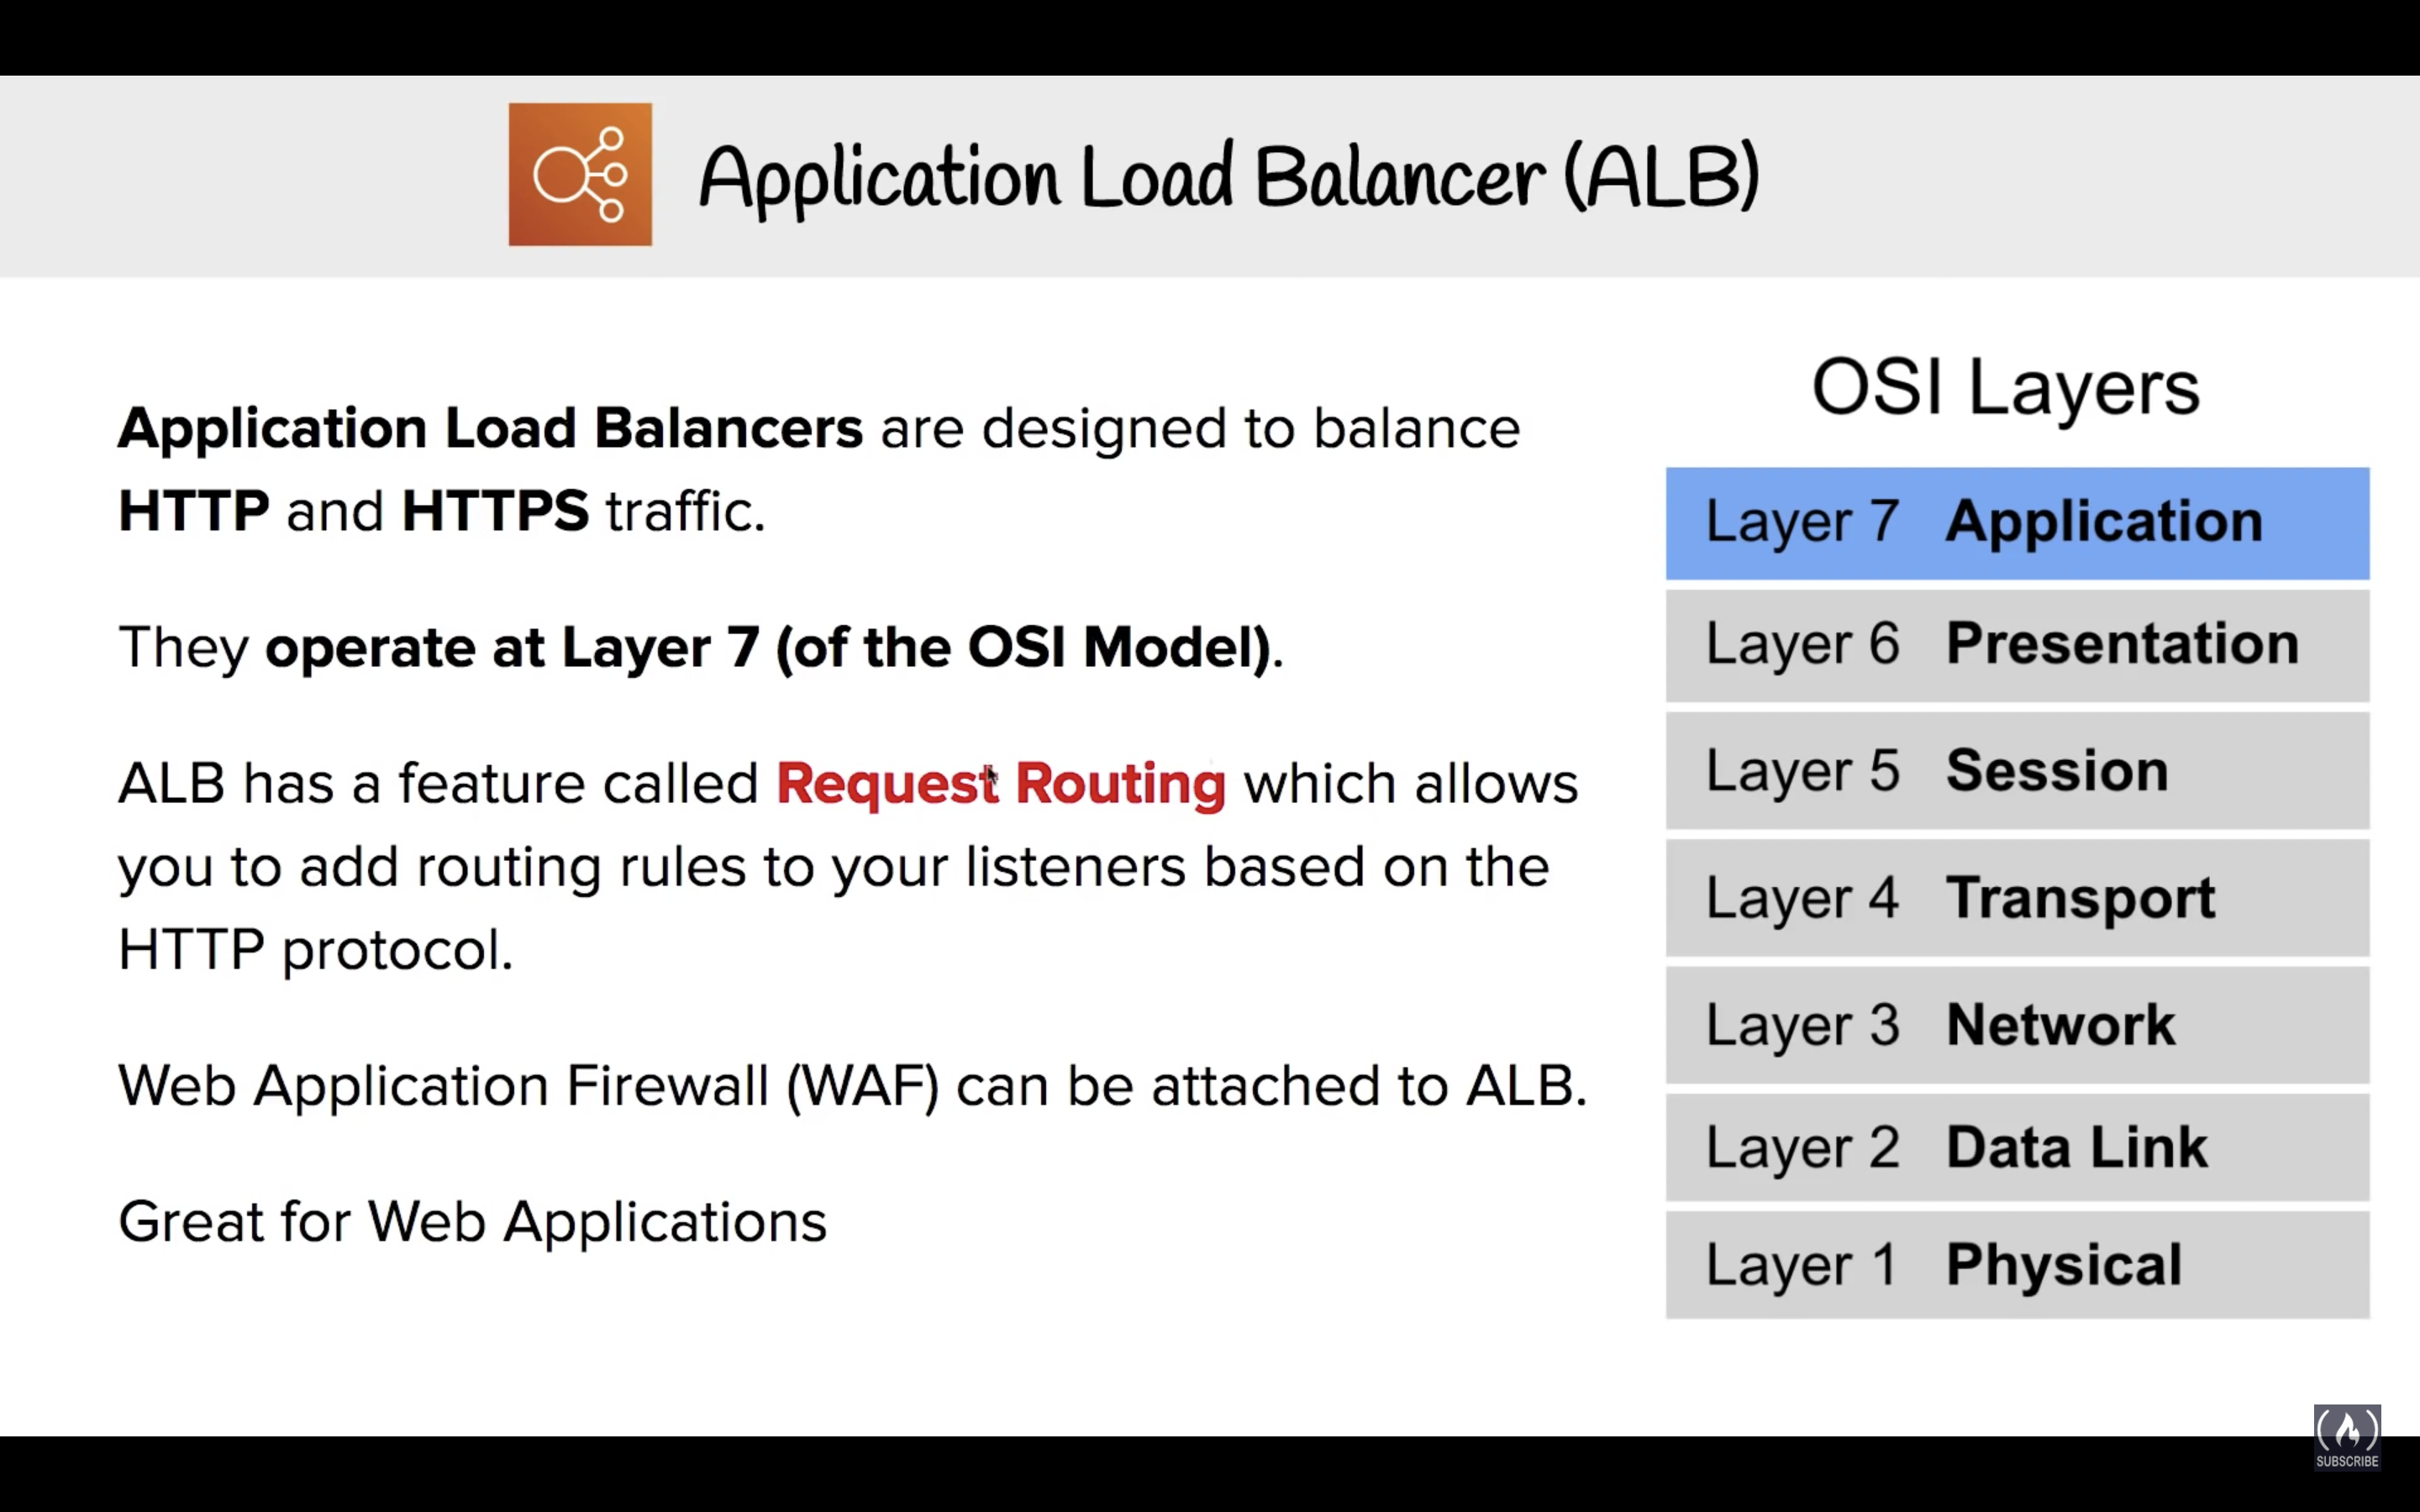 Application Load Balancer (ALB)
Application Load Balancers are designed to balance
HTTP and HTTPS traffic.
They operate at Layer 7 (of the OSI Model).
ALB has a feature called Request Routing which allows
you to add routing rules to your listeners based on the
HTTP protocol.
Web Application Firewall (WAF) can be attached to ALB.
Great for Web Applications
OSI Layers
Layer 7 Application
Layer 6 Presentation
Layer 5 Session
Layer 4 Transport
Layer 3 Network
Layer 2 Data Link
Layer 1 Physical
SUBSCRIBE